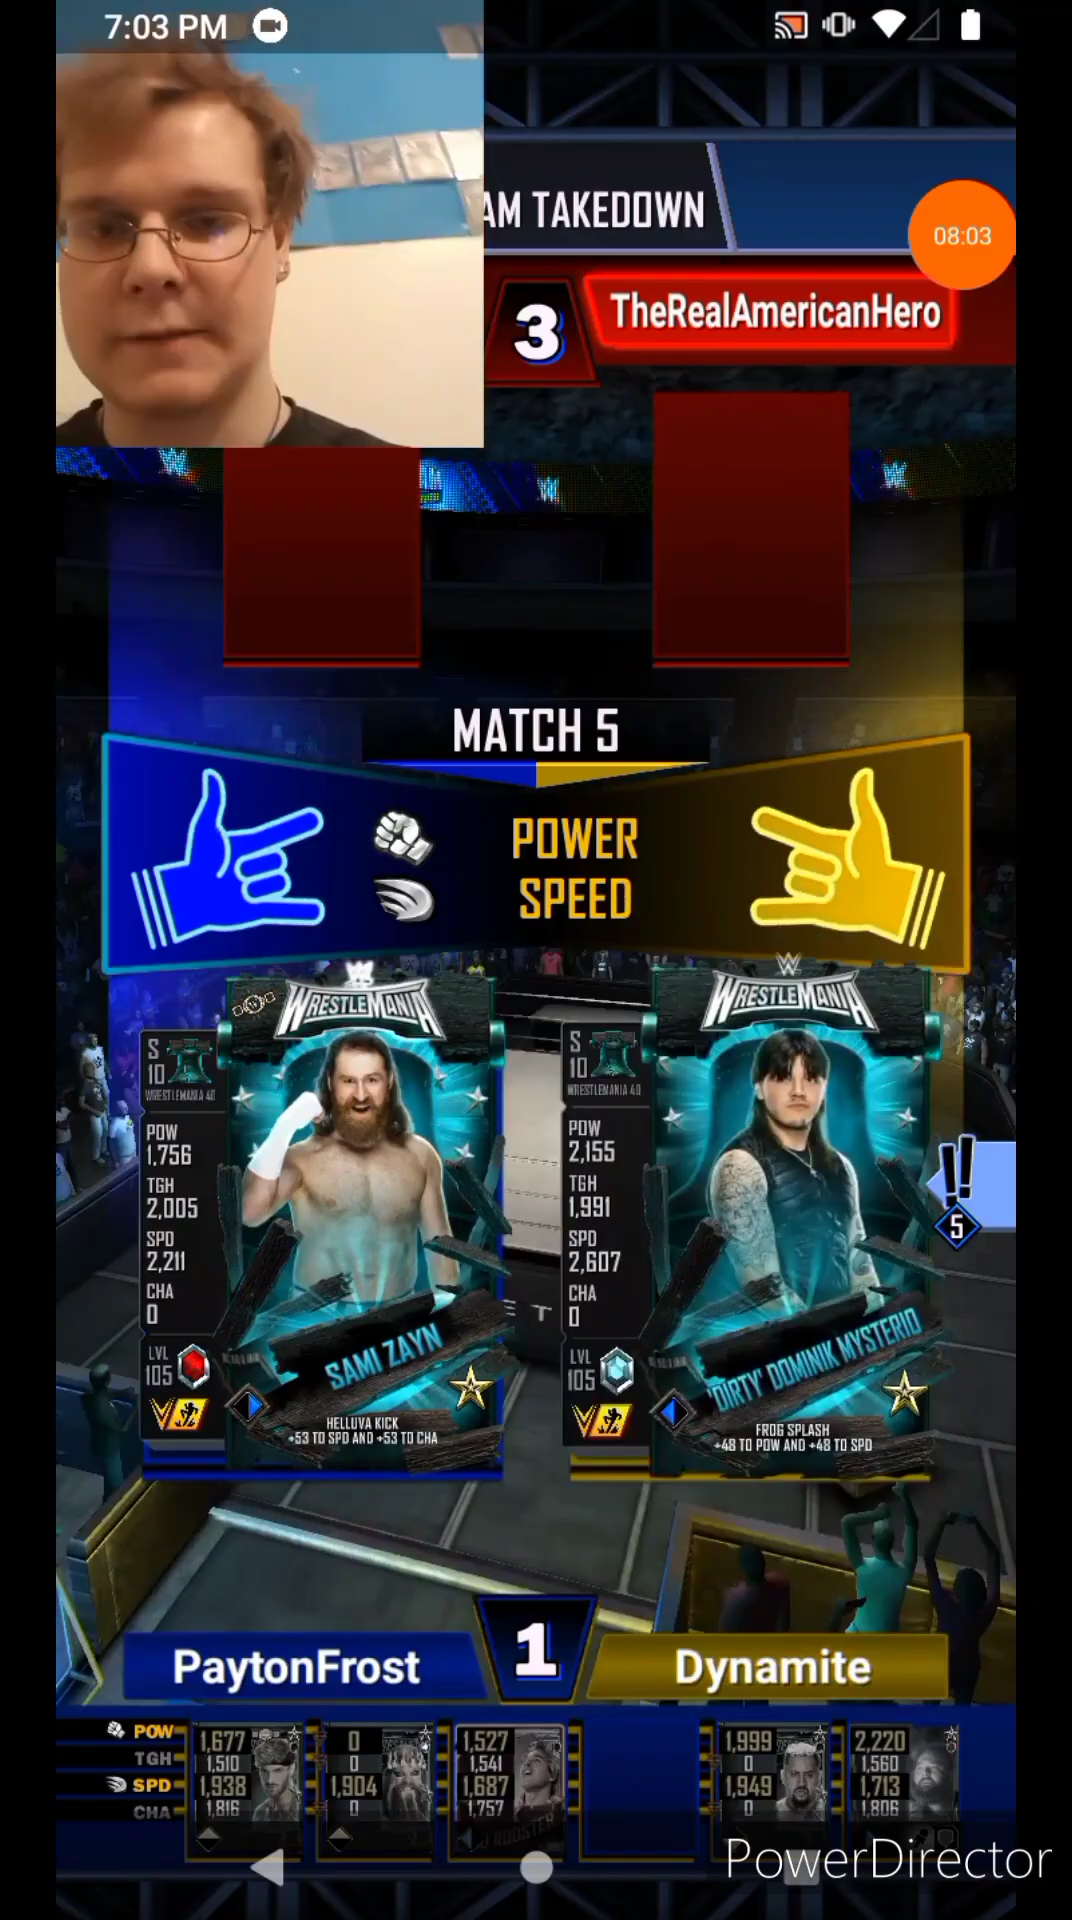 7:03 PM
AM TAKEDOWN
08:03
3
TheRealAmericanHero
MATCH 5
POWER
SPEED
WRESTLEMANIA
S
10
WRESTLEMANIA 40
POW
1,756
TGH
2,005
SPD
2,211
CHA
0
LVL
105
SAMI ZAYN
HELLUVA KICK
+53 TO SPD AND +53 TO CHA
WRESTLEMANIA
S
10
WRESTLEMANIA 40
POW
2,155
TGH
1,991
SPD
2,607
CHA
0
LVL
105
'DIRTY' DOMINIK MYSTERIO
FROG SPLASH
+48 TO POW AND +48 TO SPD
!!
5
PaytonFrost
1
Dynamite
POW 1,677 0 1,527 1,999 2,220
TGH 1,510 0 1,541 0 1,560
SPD 1,938 1,904 1,687 1,949 1,713
CHA 1,816 0 1,757 0 1,806
PowerDirector